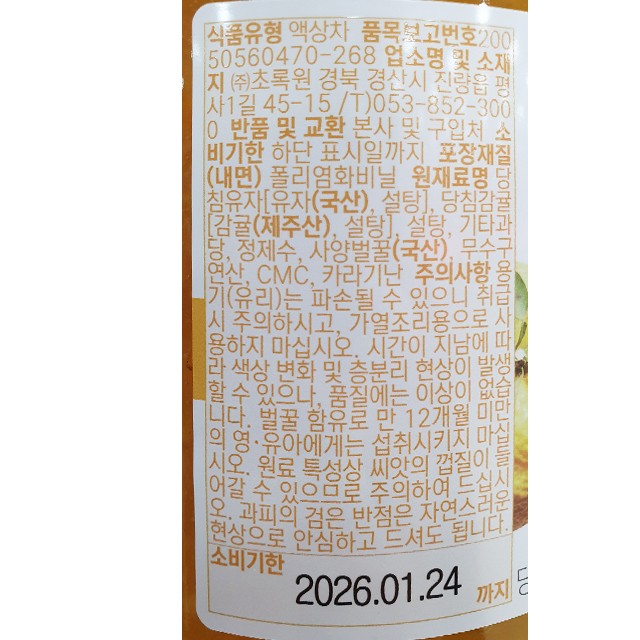 식품유형 액상차 품목보고번호200
50560470-268 업소명 및 소재
지 ㈜초록원 경북 경산시 진량읍 평
사1길 45-15 /T)053-852-300
0 반품 및 교환 본사 및 구입처 소
비기한 하단 표시일까지 포장재질
(내면) 폴리염화비닐 원재료명 당
침유자[유자(국산), 설탕], 당침감귤
[감귤(제주산), 설탕], 설탕, 기타과
당, 정제수, 사양벌꿀(국산), 무수구
연산, CMC, 카라기난 주의사항 용
기(유리)는 파손될 수 있으니 취급
시 주의하시고, 가열조리용으로 사
용하지 마십시오. 시간이 지남에 따
라 색상 변화 및 층분리 현상이 발생
할 수 있으나, 품질에는 이상이 없습
니다. 벌꿀 함유로 만 12개월 미만
의 영·유아에게는 섭취시키지 마십
시오. 원료 특성상 씨앗의 껍질이 들
어갈 수 있으므로 주의하여 드십시
오. 과피의 검은 반점은 자연스러운
현상으로 안심하고 드셔도 됩니다.
소비기한
2026.01.24 까지